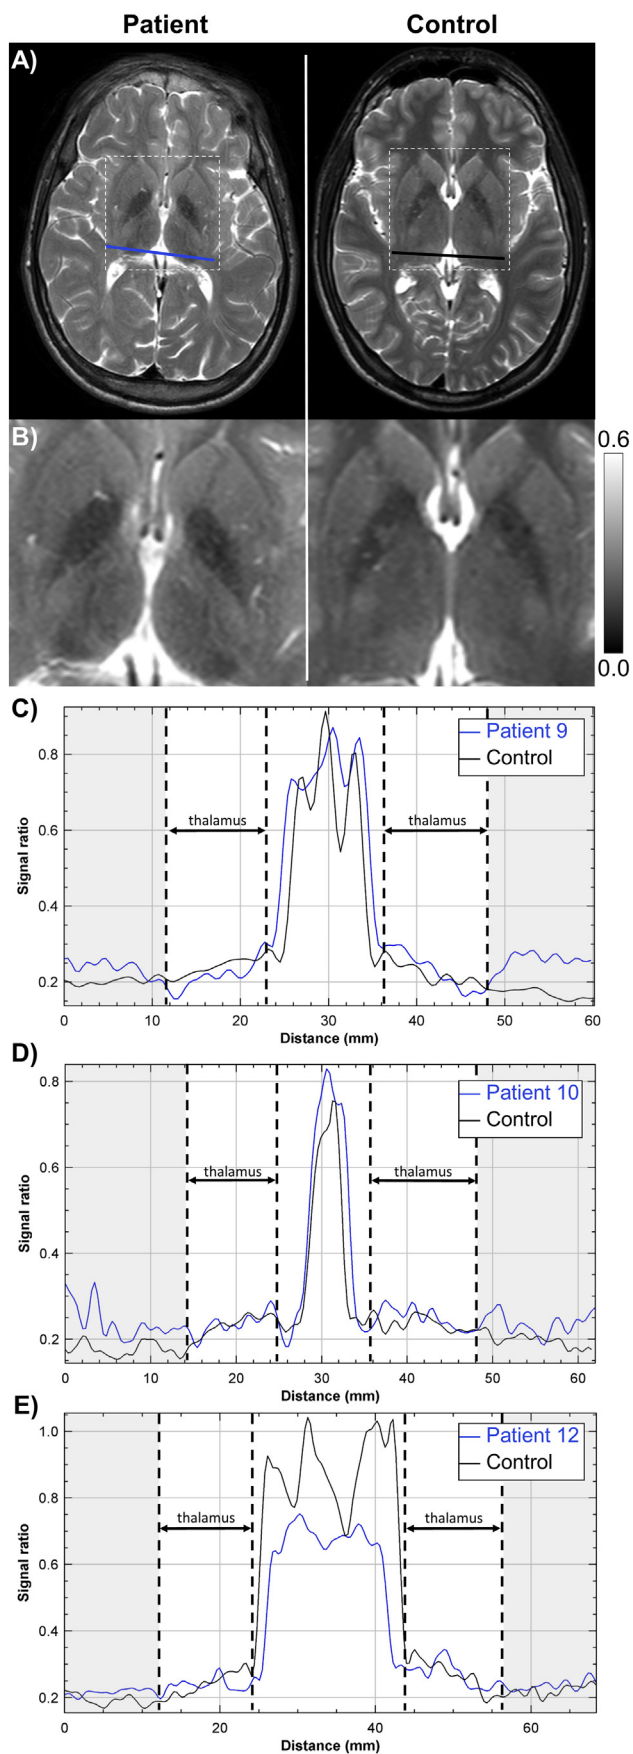 Patient Control
A)
B)
0.6
0.0
C)
Patient 9
Control
0.8
thalamus thalamus
0.6
0.4
0.2
Signal ratio
0 10 20 30 40 50 60
Distance (mm)
D)
Patient 10
Control
0.8
thalamus thalamus
0.6
0.4
0.2
Signal ratio
0 10 20 30 40 50 60
Distance (mm)
E)
Patient 12
Control
1.0
0.8
thalamus thalamus
0.6
0.4
0.2
Signal ratio
0 20 40 60
Distance (mm)